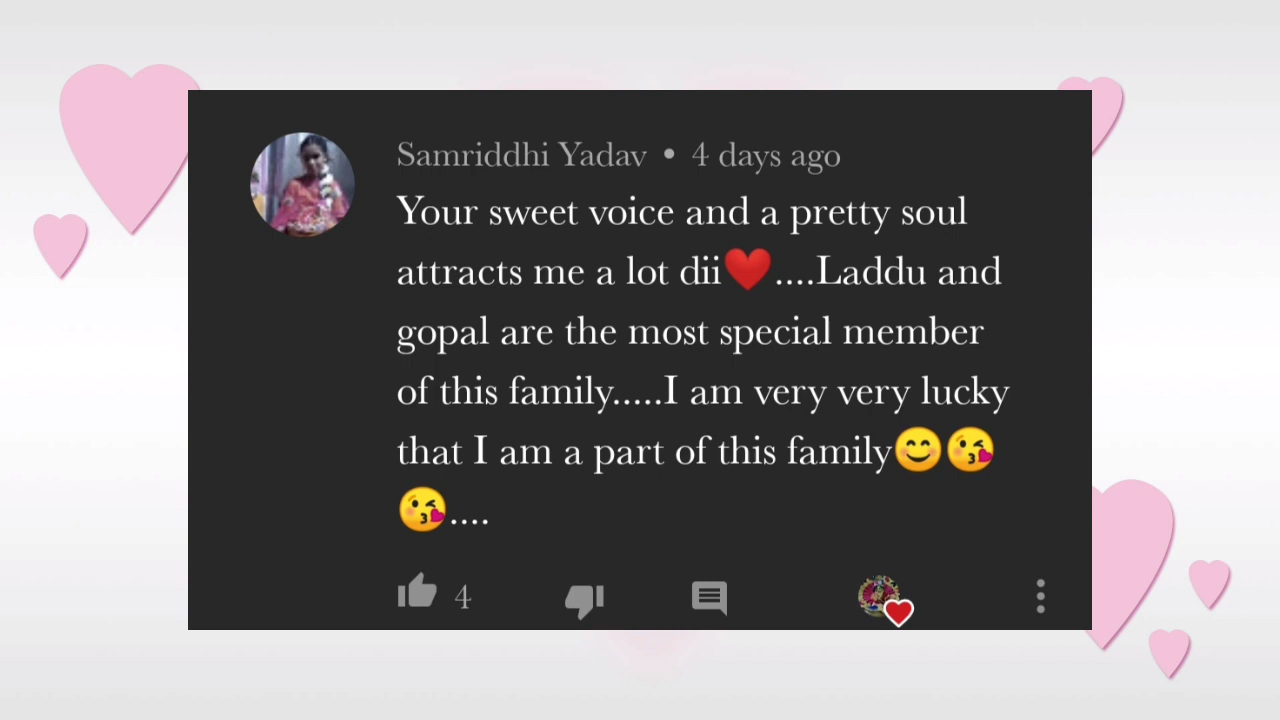 Samriddhi Yadav • 4 days ago
Your sweet voice and a pretty soul
attracts me a lot dii❤️....Laddu and
gopal are the most special member
of this family.....I am very very lucky
that I am a part of this family😊😘
😘....
4